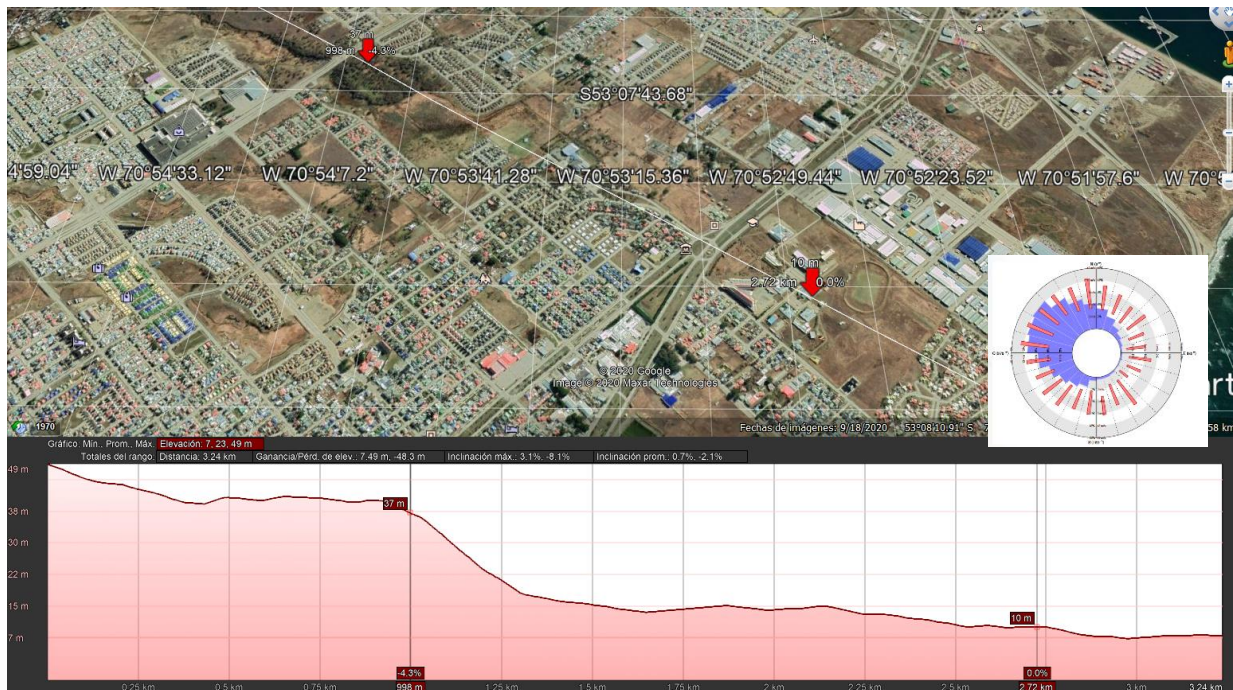 37 m
998 m -4.3%
S53°07'43.68"
4'59.04" W 70°54'33.12" W 70°54'7.2" W 70°53'41.28" W 70°53'15.36" W 70°52'49.44" W 70°52'23.52" W 70°51'57.6" W 70°5
10 m
2.72 km 0.0%
© 2020 Google
Image © 2020 Maxar Technologies
art
1970
Fechas de imágenes: 9/18/2020 53°08'10.91" S 7
58 km
Gráfico: Mín., Prom., Máx. Elevación: 7, 23, 49 m
Totales del rango: Distancia: 3.24 km Ganancia/Pérd. de elev.: 7.49 m, -48.3 m Inclinación máx.: 3.1%, -8.1% Inclinación prom.: 0.7%, -2.1%
49 m
38 m
37 m
30 m
22 m
15 m
10 m
7 m
-4.3% 0.0%
0.25 km 0.5 km 0.75 km 998 m 1.25 km 1.5 km 1.75 km 2 km 2.25 km 2.5 km 2.72 km 3 km 3.24 km